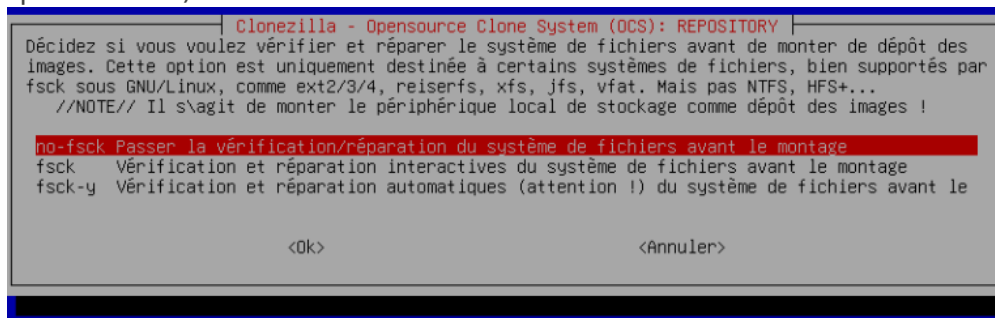 Clonezilla - Opensource Clone System (OCS): REPOSITORY
Décidez si vous voulez vérifier et réparer le système de fichiers avant de monter de dépôt des
images. Cette option est uniquement destinée à certains systèmes de fichiers, bien supportés par
fsck sous GNU/Linux, comme ext2/3/4, reiserfs, xfs, jfs, vfat. Mais pas NTFS, HFS+...
//NOTE// Il s\agit de monter le périphérique local de stockage comme dépôt des images !
no-fsck Passer la vérification/réparation du système de fichiers avant le montage
fsck Vérification et réparation interactives du système de fichiers avant le montage
fsck-y Vérification et réparation automatiques (attention !) du système de fichiers avant le
<Ok> <Annuler>